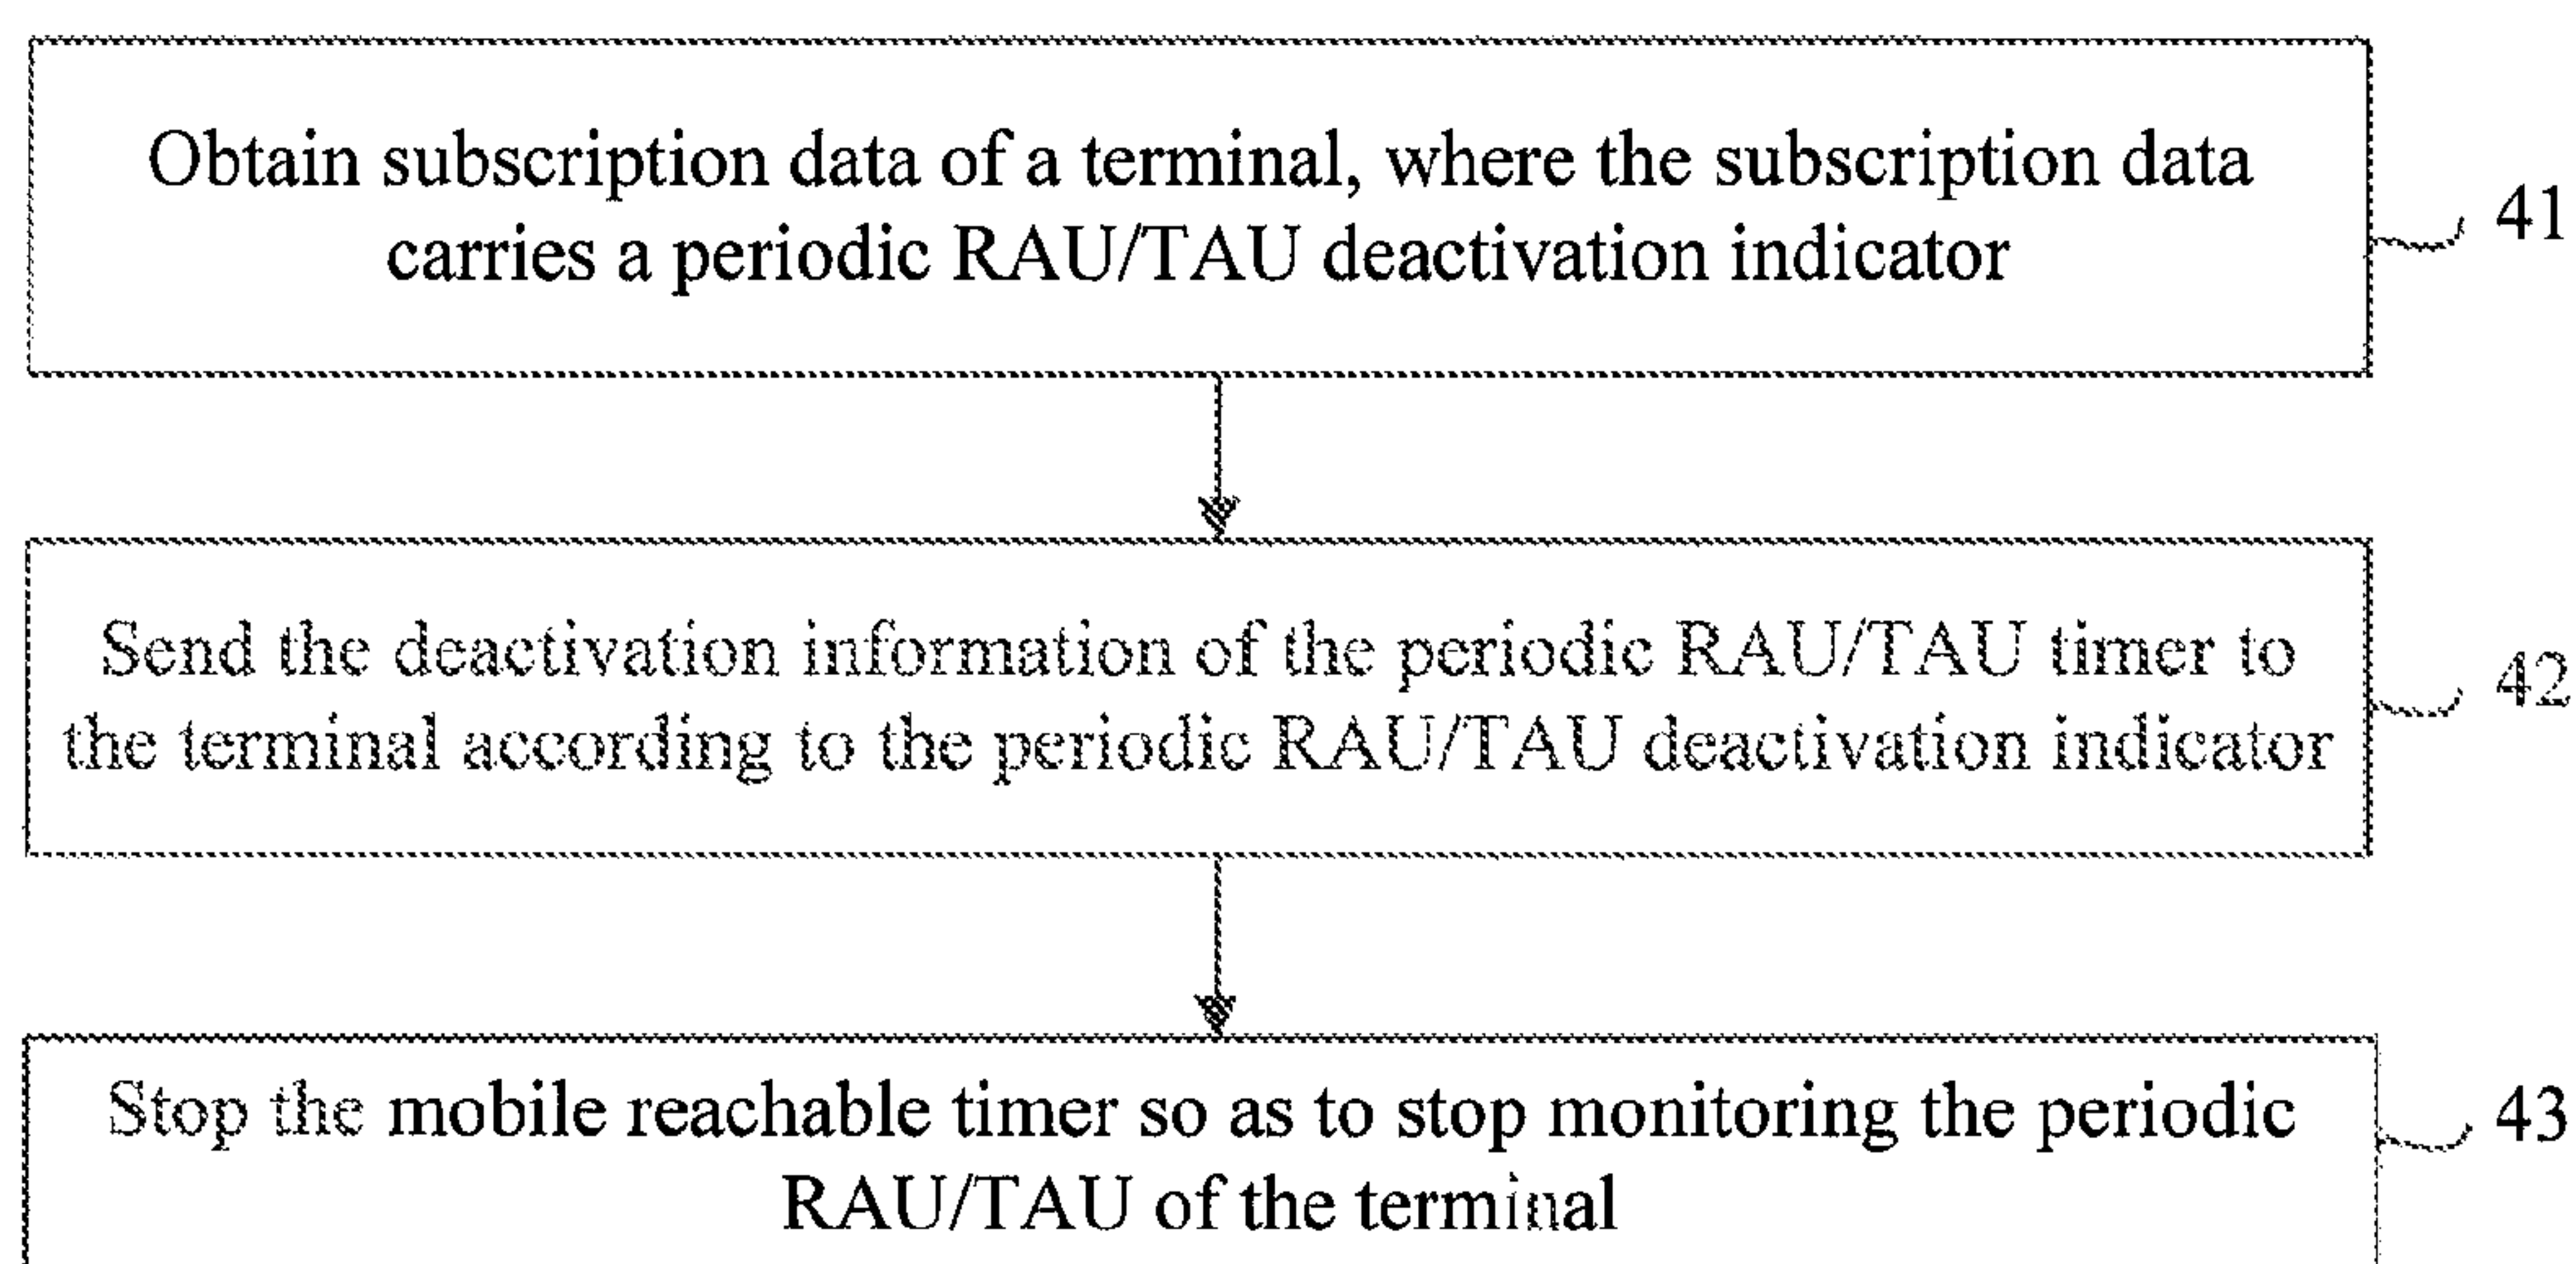 Obtain subscription data of a terminal, where the subscription data
carries a periodic RAU/TAU deactivation indicator
41
Send the deactivation information of the periodic RAU/TAU timer to
the terminal according to the periodic RAU/TAU deactivation indicator
42
Stop the mobile reachable timer so as to stop monitoring the periodic
RAU/TAU of the terminal
43